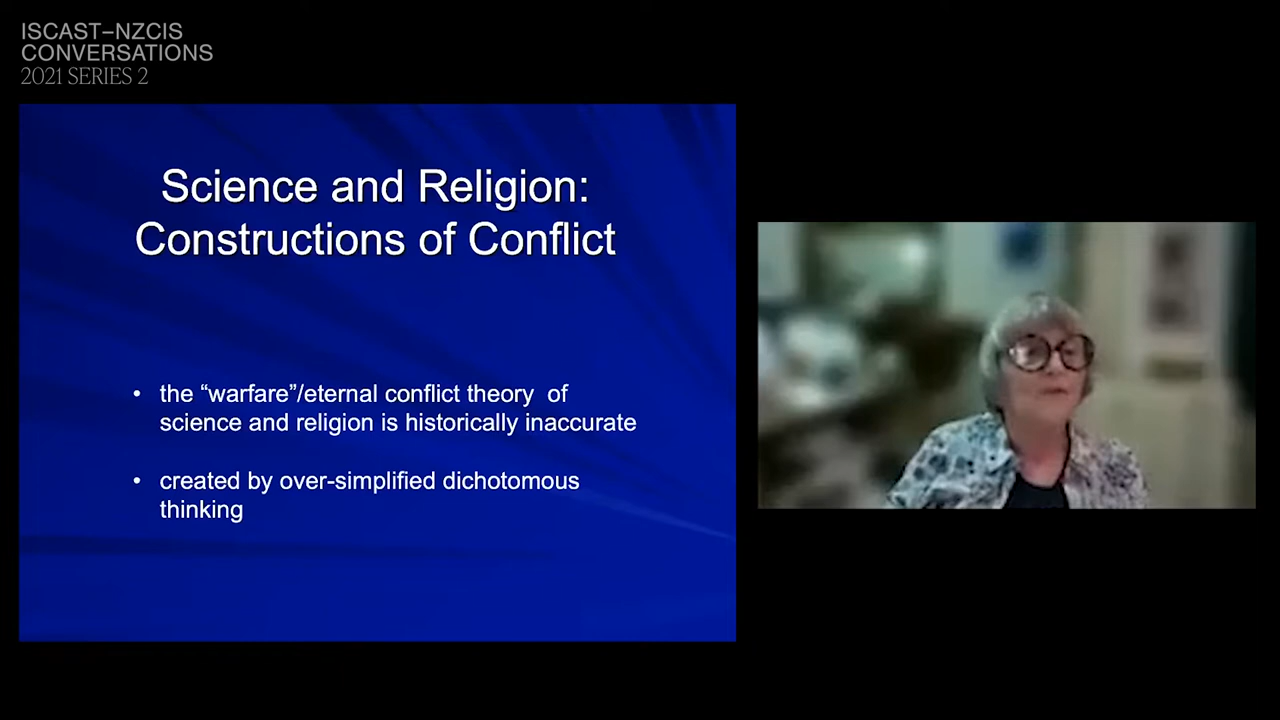 ISCAST–NZCIS
CONVERSATIONS
2021 SERIES 2
Science and Religion:
Constructions of Conflict
• the “warfare”/eternal conflict theory of
science and religion is historically inaccurate
• created by over-simplified dichotomous
thinking